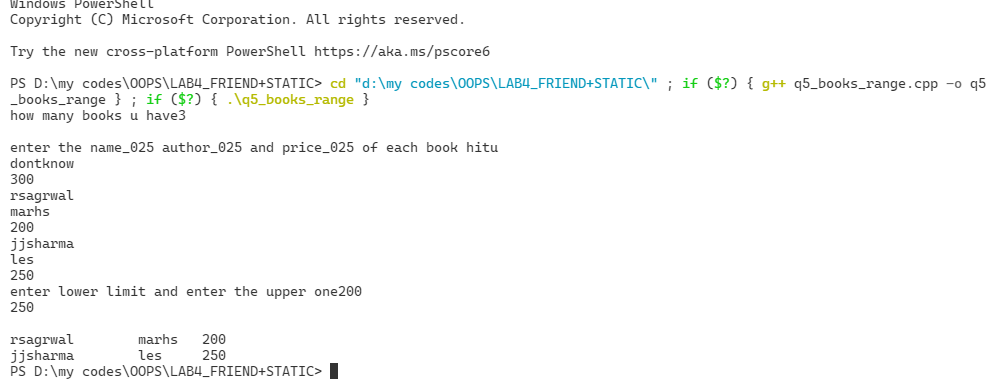 Windows PowerShell
Copyright (C) Microsoft Corporation. All rights reserved.
Try the new cross-platform PowerShell https://aka.ms/pscore6
PS D:\my codes\OOPS\LAB4_FRIEND+STATIC> cd "d:\my codes\OOPS\LAB4_FRIEND+STATIC\" ; if ($?) { g++ q5_books_range.cpp -o q5
_books_range } ; if ($?) { .\q5_books_range }
how many books u have3
enter the name_025 author_025 and price_025 of each book hitu
dontknow
300
rsagrwal
marhs
200
jjsharma
les
250
enter lower limit and enter the upper one200
250
rsagrwal        marhs   200
jjsharma        les     250
PS D:\my codes\OOPS\LAB4_FRIEND+STATIC>